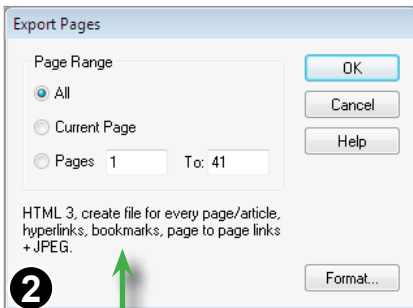 Export Pages
Page Range
All
Current Page
Pages 1 To: 41
OK
Cancel
Help
HTML 3, create file for every page/article,
hyperlinks, bookmarks, page to page links
+ JPEG.
Format...
2